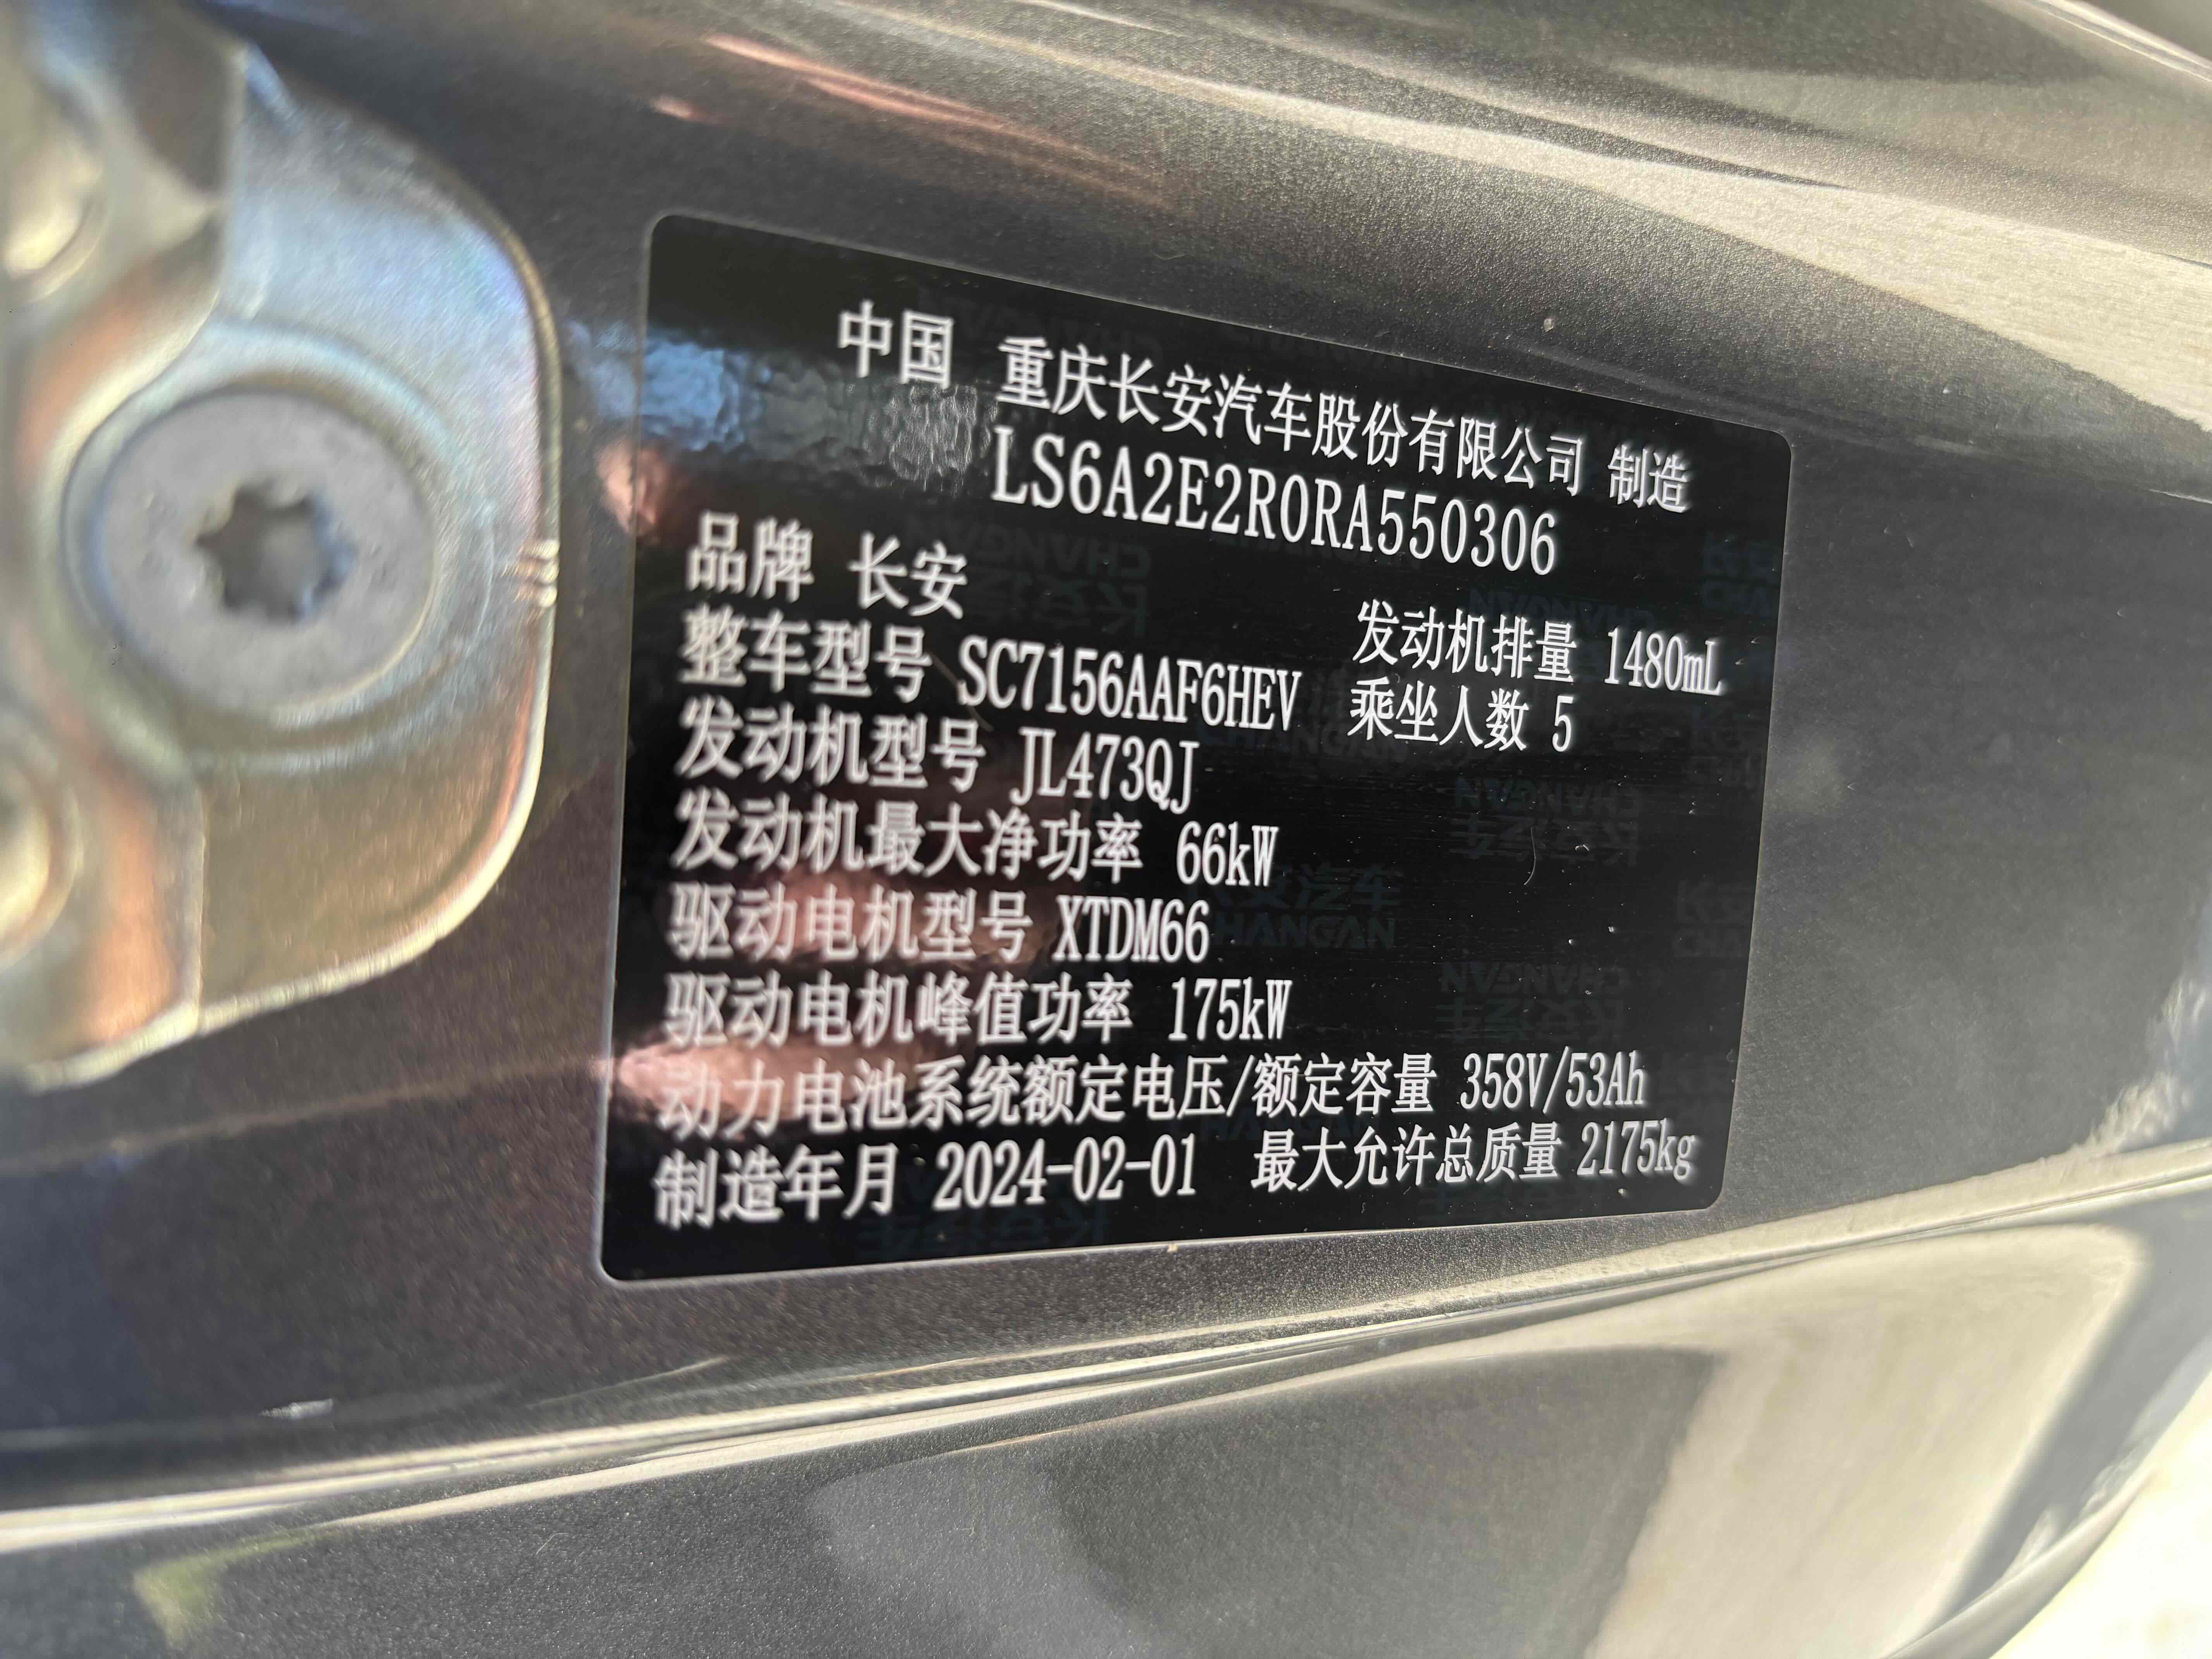 中国 重庆长安汽车股份有限公司 制造
LS6A2E2R0RA550306
品牌 长安
发动机排量 1480mL
整车型号 SC7156AAF6HEV
乘坐人数 5
发动机型号 JL473QJ
发动机最大净功率 66kW
驱动电机型号 XTDM66
驱动电机峰值功率 175kW
动力电池系统额定电压/额定容量 358V/53Ah
制造年月 2024-02-01 最大允许总质量 2175kg